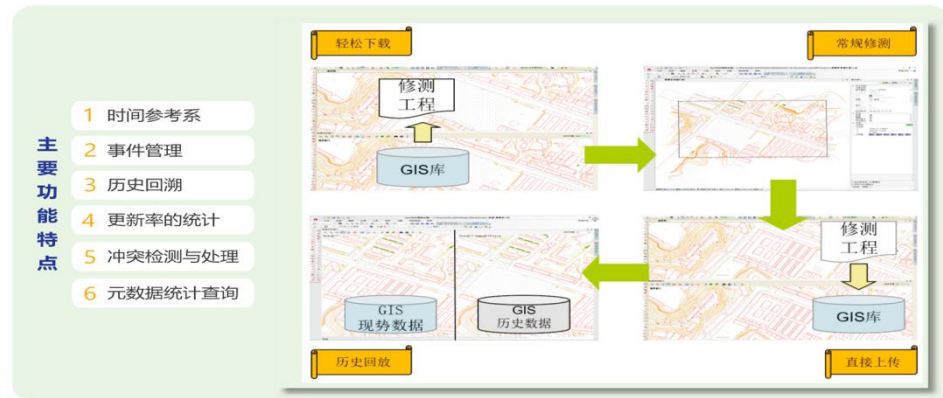 主要功能特点
1 时间参考系
2 事件管理
3 历史回溯
4 更新率的统计
5 冲突检测与处理
6 元数据统计查询
轻松下载
修测
工程
GIS库
常规修测
修测
工程
GIS库
直接上传
GIS
现势数据
GIS
历史数据
历史回放